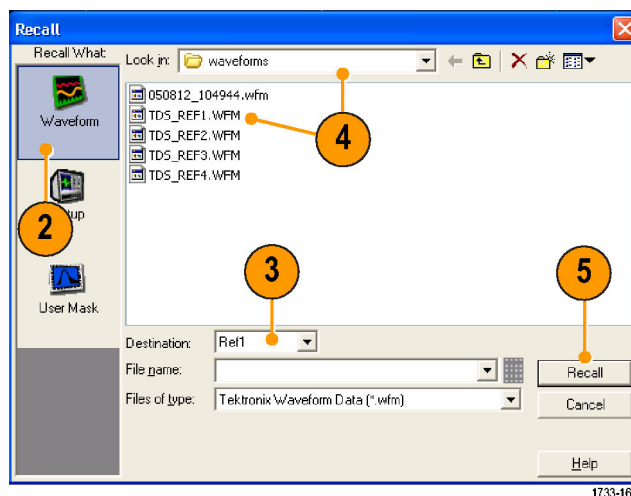 Recall
Recall What:
Look in: waveforms
Waveform
050812_104944.wfm
TDS_REF1.WFM
TDS_REF2.WFM
TDS_REF3.WFM
TDS_REF4.WFM
4
2
up
User Mask
3
5
Destination: Ref1
File name:
Recall
Files of type: Tektronix Waveform Data (*.wfm)
Cancel
Help
1733-16